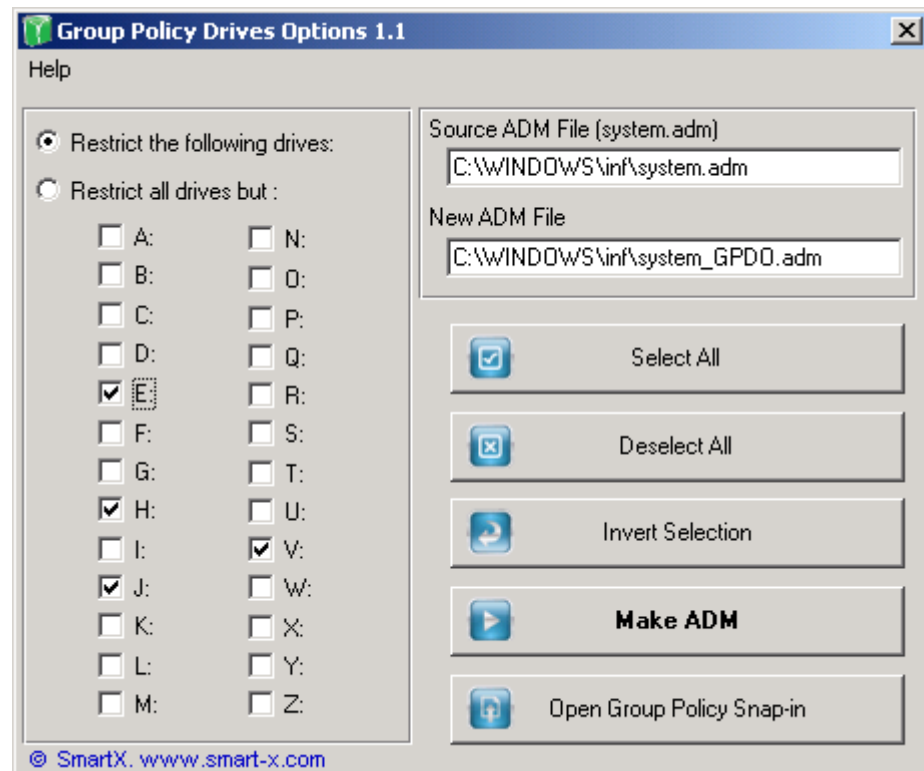 Group Policy Drives Options 1.1
Help
Restrict the following drives:
Restrict all drives but :
A:
B:
C:
D:
E:
F:
G:
H:
I:
J:
K:
L:
M:
N:
O:
P:
Q:
R:
S:
T:
U:
V:
W:
X:
Y:
Z:
© SmartX. www.smart-x.com
Source ADM File (system.adm)
C:\WINDOWS\inf\system.adm
New ADM File
C:\WINDOWS\inf\system_GPDO.adm
Select All
Deselect All
Invert Selection
Make ADM
Open Group Policy Snap-in